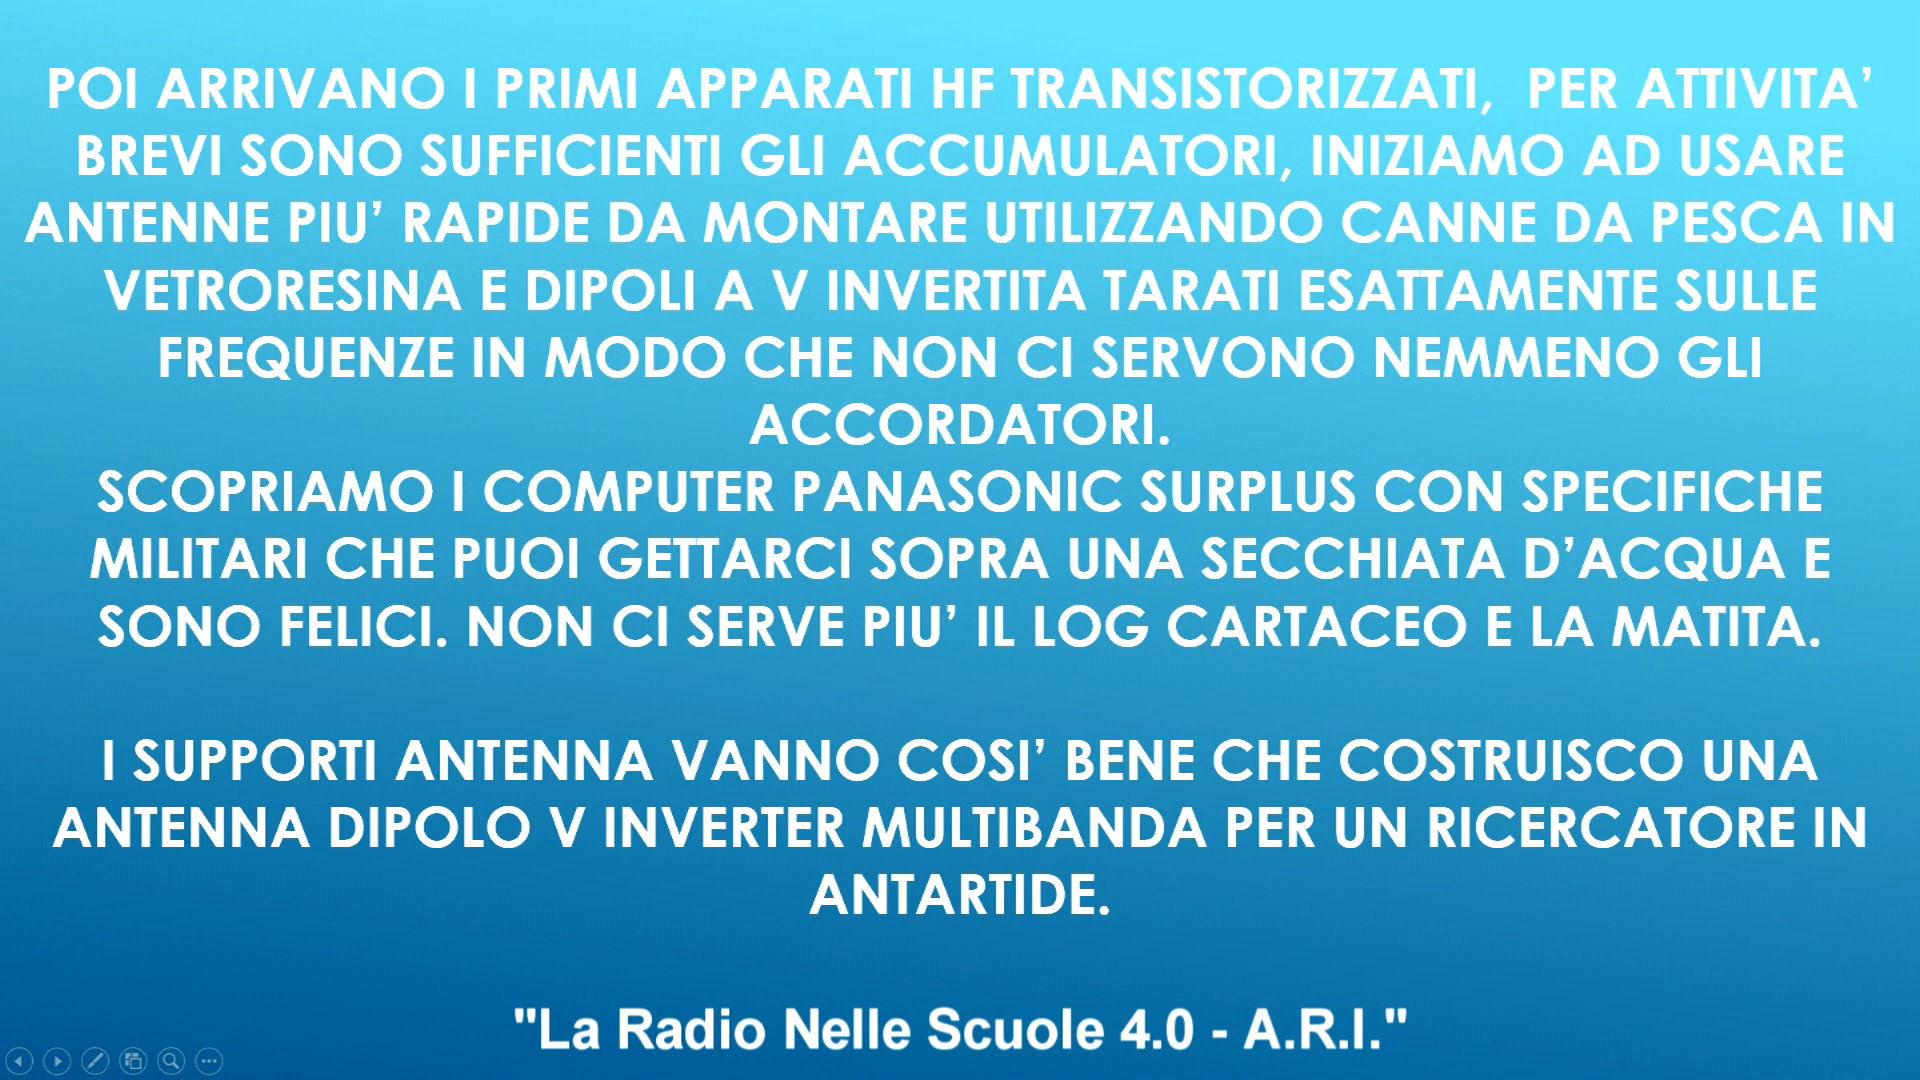 POI ARRIVANO I PRIMI APPARATI HF TRANSISTORIZZATI,  PER ATTIVITA’
BREVI SONO SUFFICIENTI GLI ACCUMULATORI, INIZIAMO AD USARE
ANTENNE PIU’ RAPIDE DA MONTARE UTILIZZANDO CANNE DA PESCA IN
VETRORESINA E DIPOLI A V INVERTITA TARATI ESATTAMENTE SULLE
FREQUENZE IN MODO CHE NON CI SERVONO NEMMENO GLI
ACCORDATORI.
SCOPRIAMO I COMPUTER PANASONIC SURPLUS CON SPECIFICHE
MILITARI CHE PUOI GETTARCI SOPRA UNA SECCHIATA D’ACQUA E
SONO FELICI. NON CI SERVE PIU’ IL LOG CARTACEO E LA MATITA.
I SUPPORTI ANTENNA VANNO COSI’ BENE CHE COSTRUISCO UNA
ANTENNA DIPOLO V INVERTER MULTIBANDA PER UN RICERCATORE IN
ANTARTIDE.
"La Radio Nelle Scuole 4.0 - A.R.I."